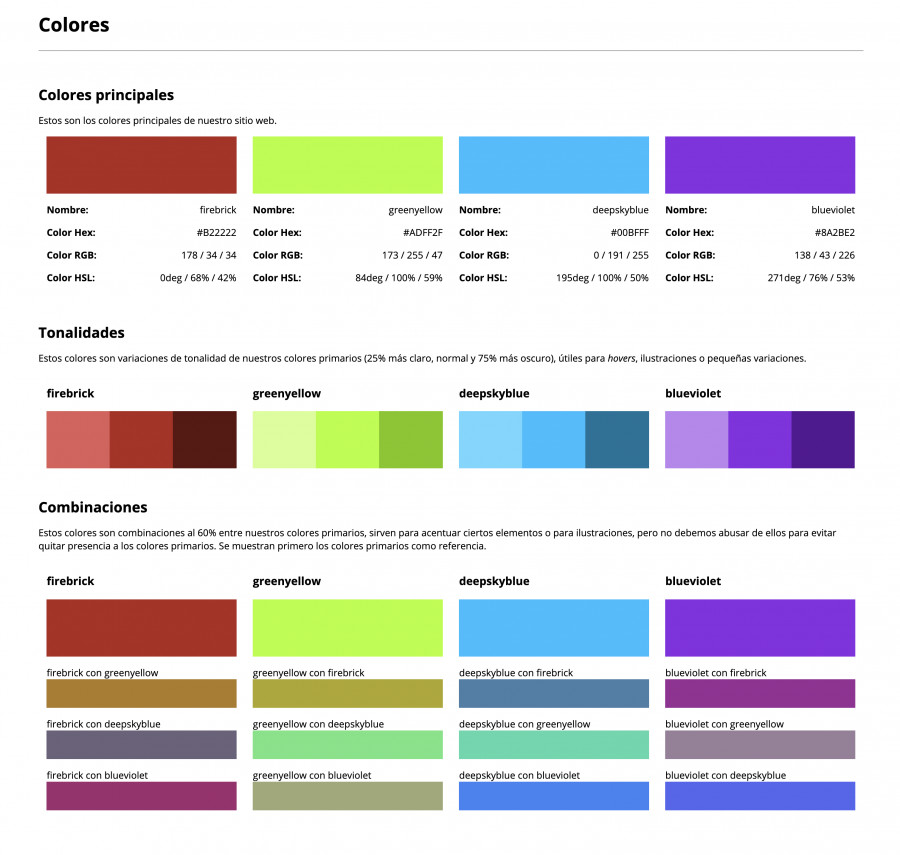 Colores
Colores principales
Estos son los colores principales de nuestro sitio web.
Nombre: firebrick Nombre: greenyellow Nombre: deepskyblue Nombre: blueviolet
Color Hex: #B22222 Color Hex: #ADFF2F Color Hex: #00BFFF Color Hex: #8A2BE2
Color RGB: 178 / 34 / 34 Color RGB: 173 / 255 / 47 Color RGB: 0 / 191 / 255 Color RGB: 138 / 43 / 226
Color HSL: 0deg / 68% / 42% Color HSL: 84deg / 100% / 59% Color HSL: 195deg / 100% / 50% Color HSL: 271deg / 76% / 53%
Tonalidades
Estos colores son variaciones de tonalidad de nuestros colores primarios (25% más claro, normal y 75% más oscuro), útiles para hovers, ilustraciones o pequeñas variaciones.
firebrick greenyellow deepskyblue blueviolet
Combinaciones
Estos colores son combinaciones al 60% entre nuestros colores primarios, sirven para acentuar ciertos elementos o para ilustraciones, pero no debemos abusar de ellos para evitar
quitar presencia a los colores primarios. Se muestran primero los colores primarios como referencia.
firebrick greenyellow deepskyblue blueviolet
firebrick con greenyellow greenyellow con firebrick deepskyblue con firebrick blueviolet con firebrick
firebrick con deepskyblue greenyellow con deepskyblue deepskyblue con greenyellow blueviolet con greenyellow
firebrick con blueviolet greenyellow con blueviolet deepskyblue con blueviolet blueviolet con deepskyblue